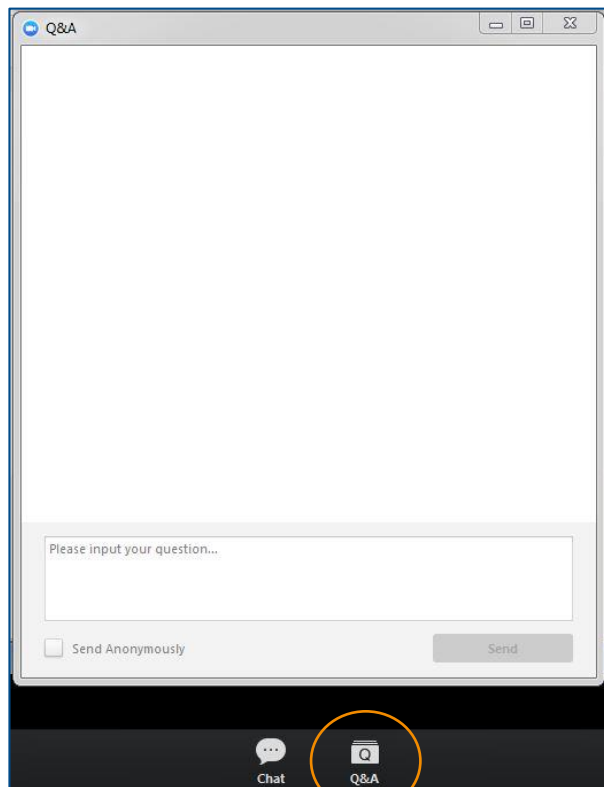 Q&A
Please input your question...
Send Anonymously
Send
Q
Chat
Q&A